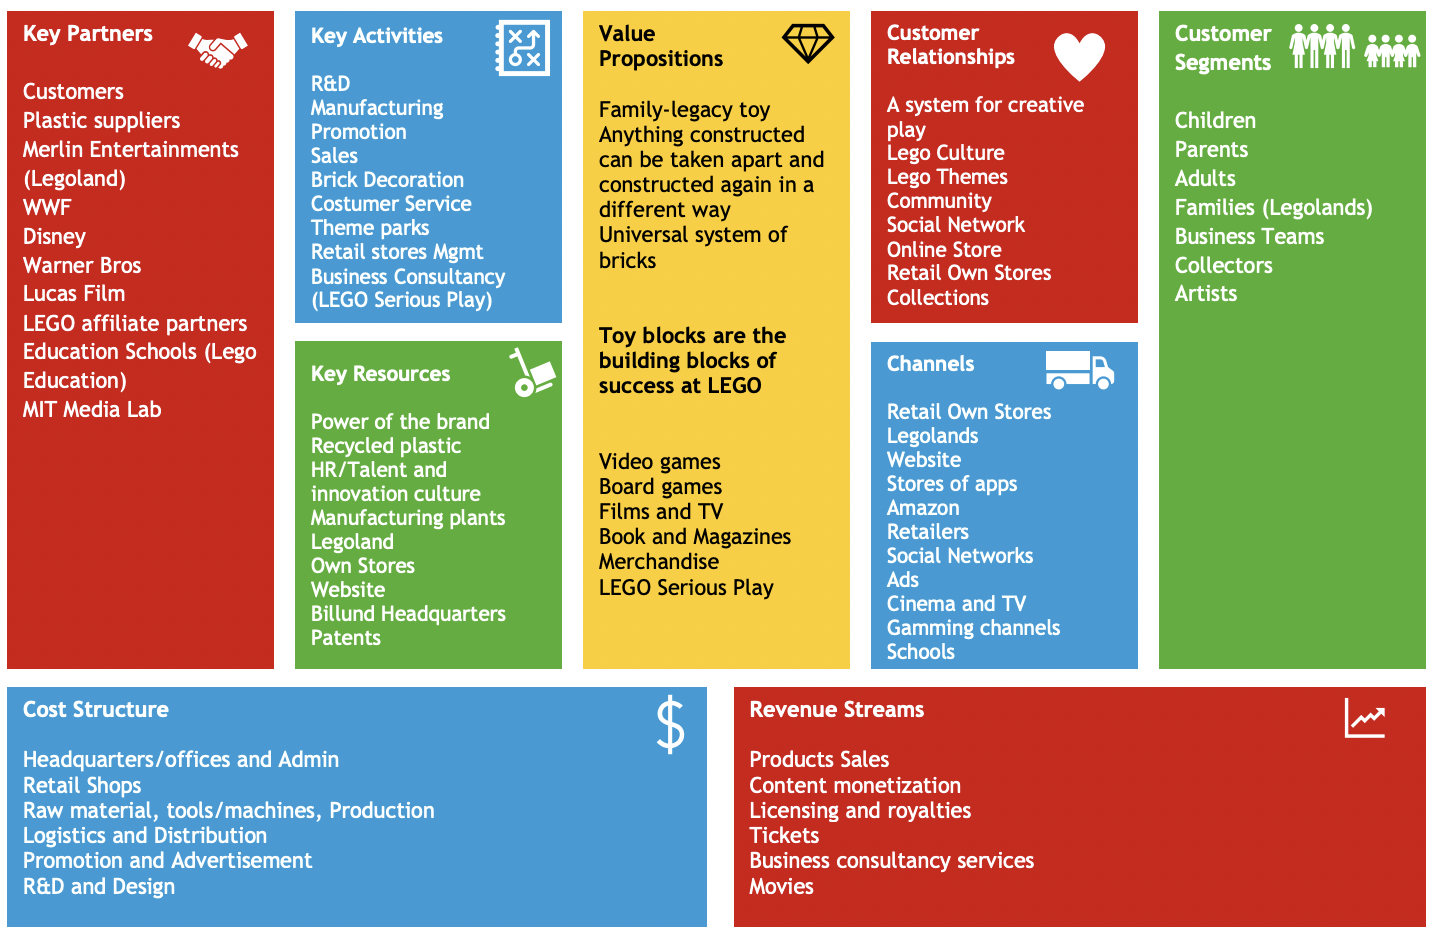 Key Partners
Customers
Plastic suppliers
Merlin Entertainments
(Legoland)
WWF
Disney
Warner Bros
Lucas Film
LEGO affiliate partners
Education Schools (Lego
Education)
MIT Media Lab
Key Activities
R&D
Manufacturing
Promotion
Sales
Brick Decoration
Costumer Service
Theme parks
Retail stores Mgmt
Business Consultancy
(LEGO Serious Play)
Key Resources
Power of the brand
Recycled plastic
HR/Talent and
innovation culture
Manufacturing plants
Legoland
Own Stores
Website
Billund Headquarters
Patents
Value
Propositions
Family-legacy toy
Anything constructed
can be taken apart and
constructed again in a
different way
Universal system of
bricks
Toy blocks are the
building blocks of
success at LEGO
Video games
Board games
Films and TV
Book and Magazines
Merchandise
LEGO Serious Play
Customer
Relationships
A system for creative
play
Lego Culture
Lego Themes
Community
Social Network
Online Store
Retail Own Stores
Collections
Channels
Retail Own Stores
Legolands
Website
Stores of apps
Amazon
Retailers
Social Networks
Ads
Cinema and TV
Gamming channels
Schools
Customer
Segments
Children
Parents
Adults
Families (Legolands)
Business Teams
Collectors
Artists
Cost Structure
$
Headquarters/offices and Admin
Retail Shops
Raw material, tools/machines, Production
Logistics and Distribution
Promotion and Advertisement
R&D and Design
Revenue Streams
Products Sales
Content monetization
Licensing and royalties
Tickets
Business consultancy services
Movies